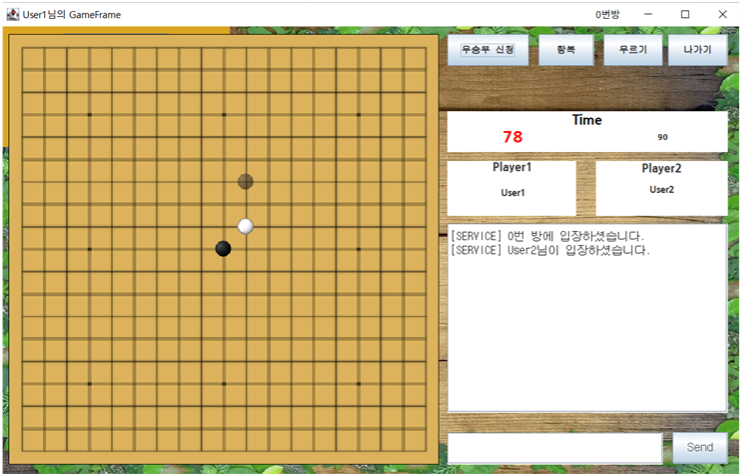 User1님의 GameFrame
0번방
무승부 신청
항복
무르기
나가기
Time
78
90
Player1
User1
Player2
User2
[SERVICE] 0번 방에 입장하셨습니다.
[SERVICE] User2님이 입장하셨습니다.
Send